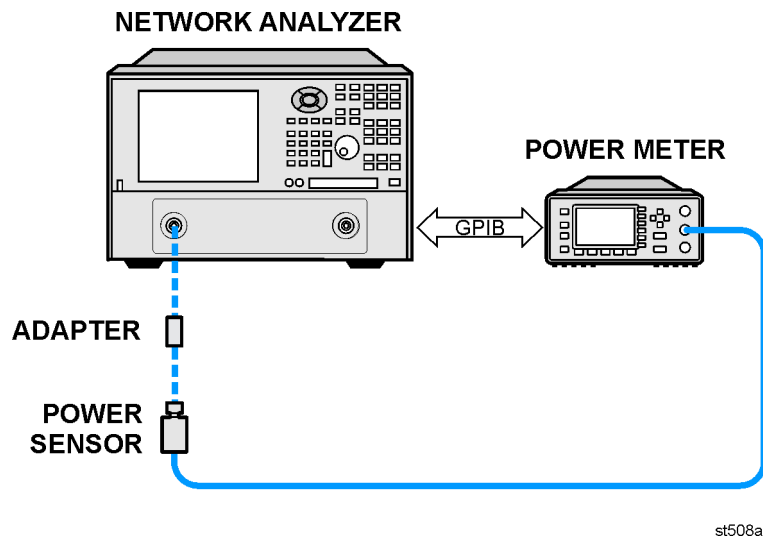 NETWORK ANALYZER
POWER METER
GPIB
ADAPTER
POWER
SENSOR
st508a